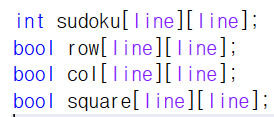 int sudoku[line][line];
bool row[line][line];
bool col[line][line];
bool square[line][line];